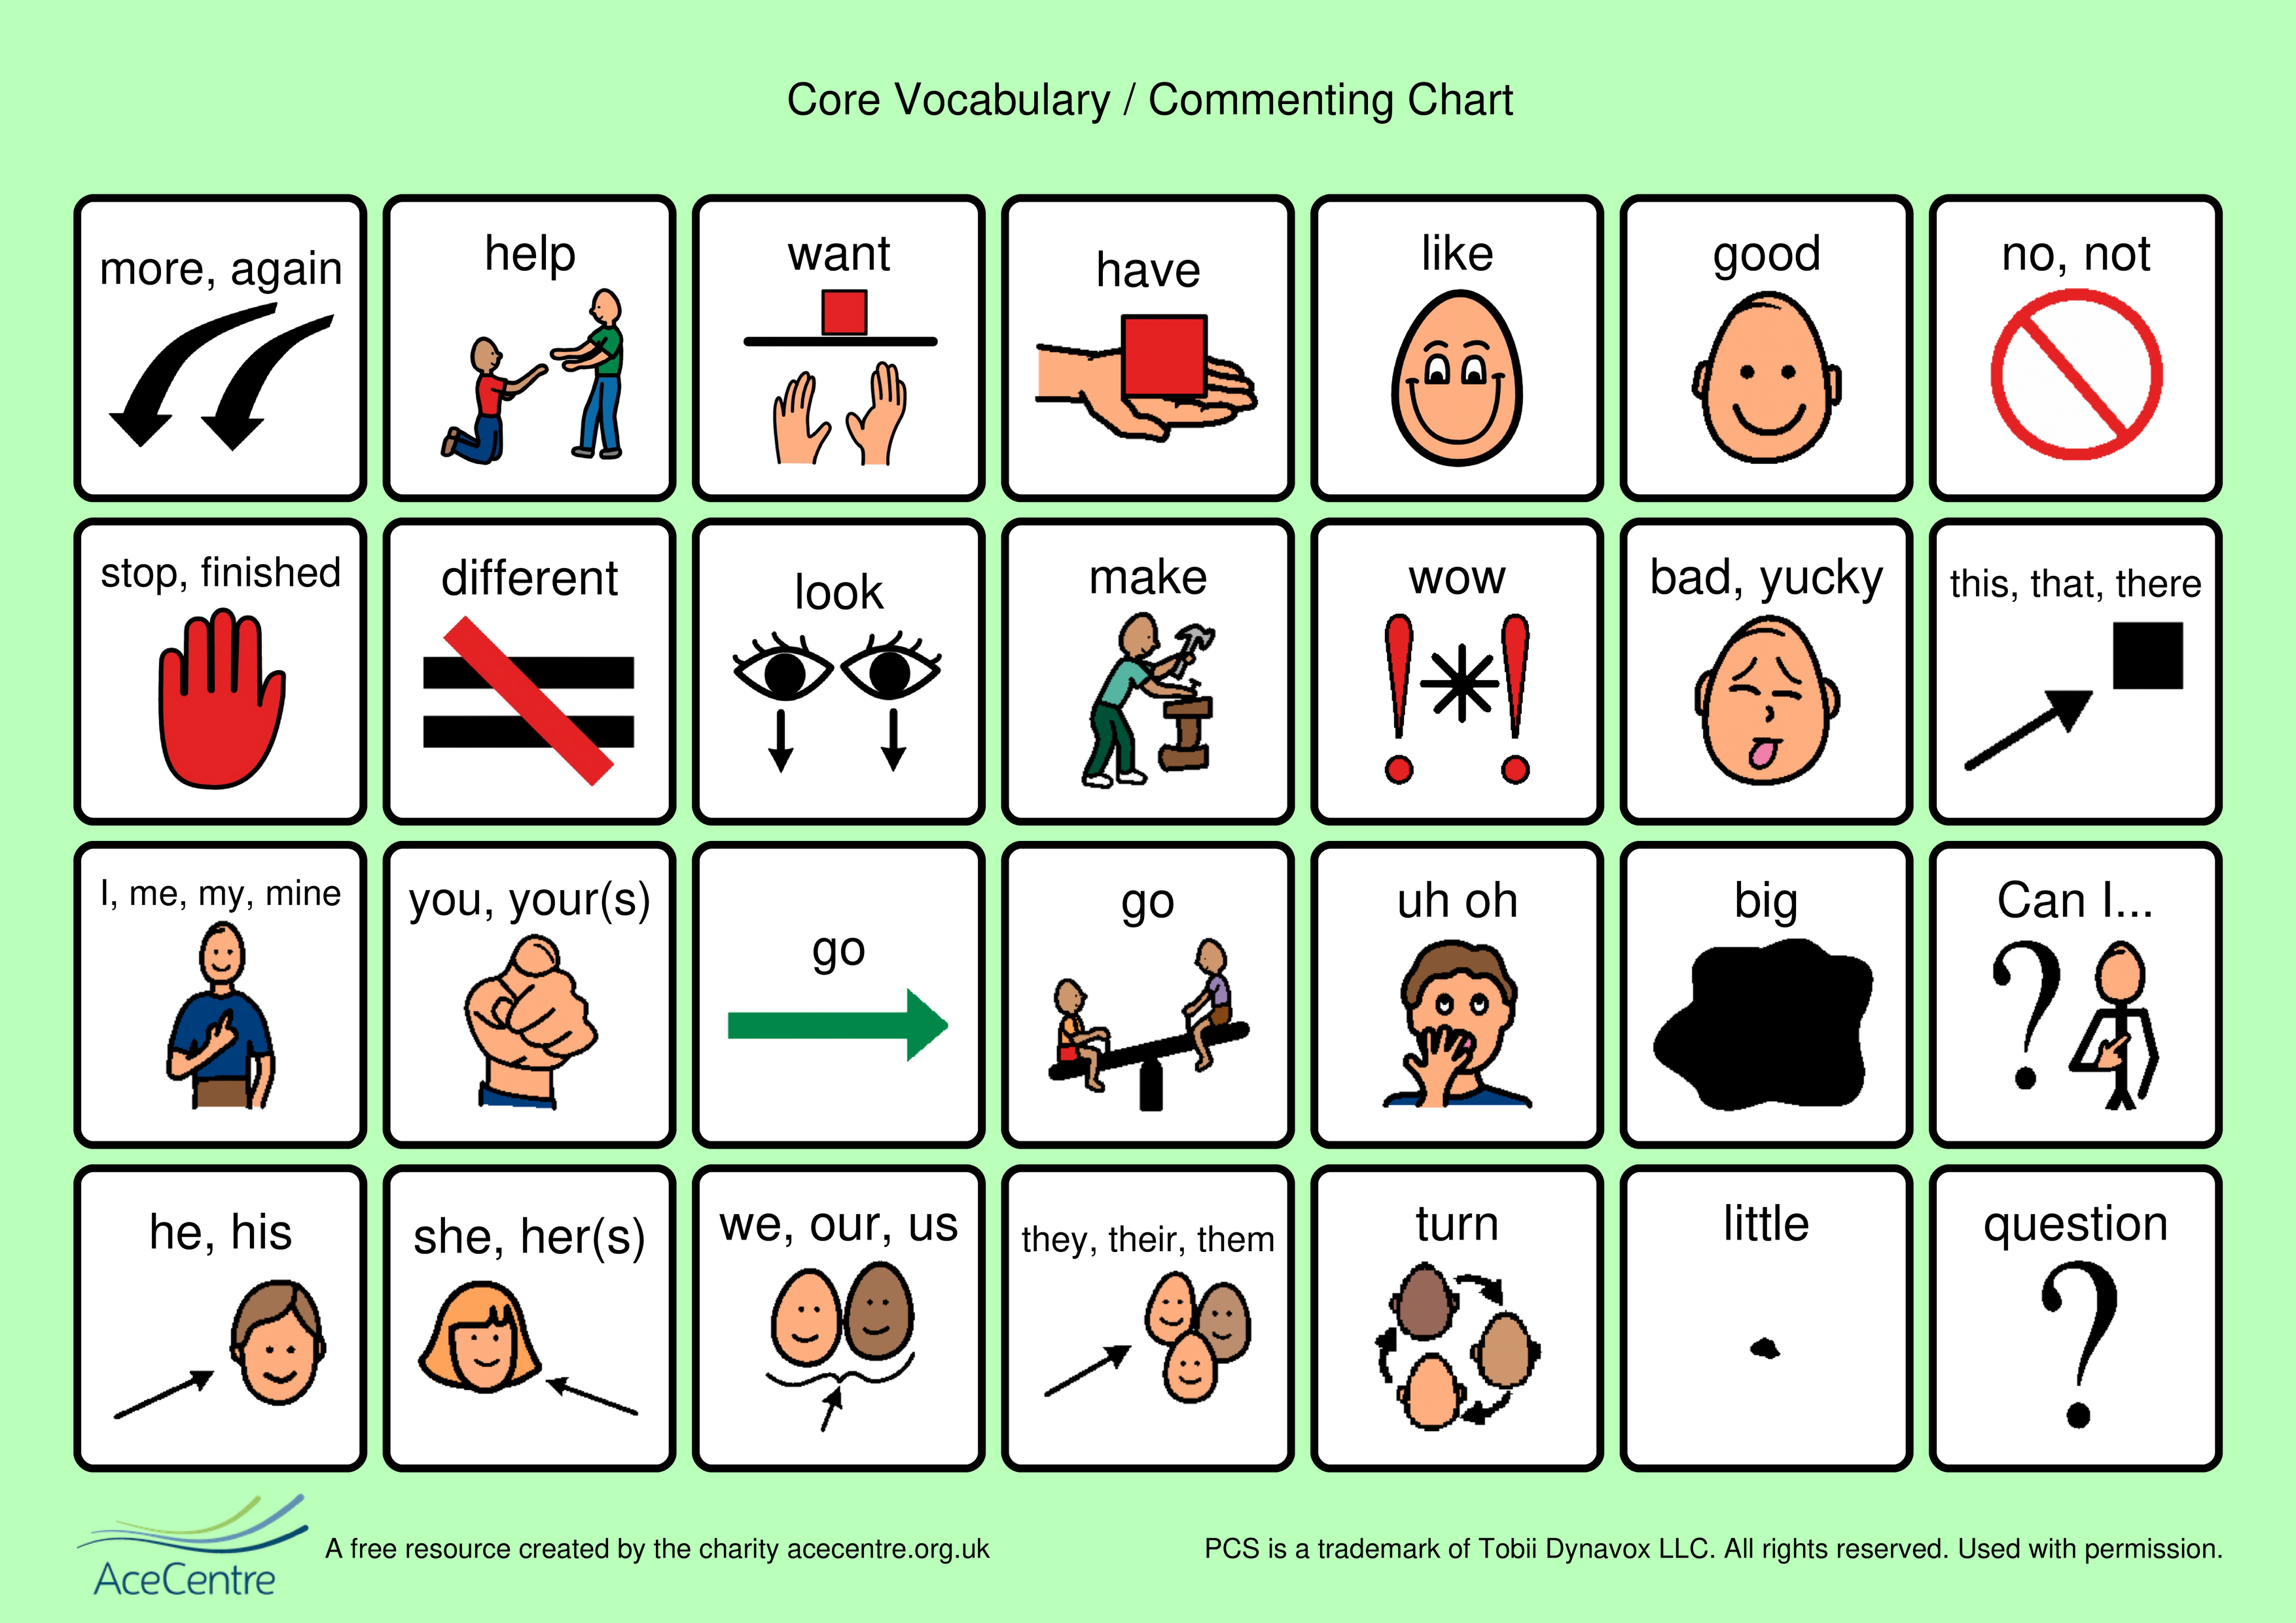 Core Vocabulary / Commenting Chart
more, again
help
want
have
like
good
no, not
stop, finished
different
look
make
wow
bad, yucky
this, that, there
I, me, my, mine
you, your(s)
go
go
uh oh
big
Can I...
he, his
she, her(s)
we, our, us
they, their, them
turn
little
question
AceCentre
A free resource created by the charity acecentre.org.uk
PCS is a trademark of Tobii Dynavox LLC. All rights reserved. Used with permission.